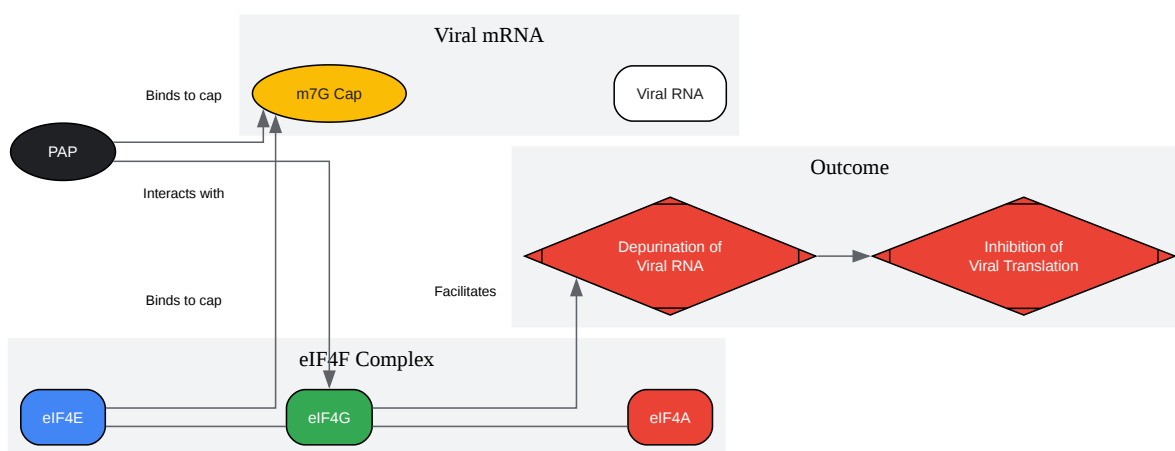 Viral mRNA
m7G Cap
Viral RNA
Binds to cap
PAP
Interacts with
Outcome
Depurination of
Viral RNA
Inhibition of
Viral Translation
Binds to cap
Facilitates
eIF4F Complex
eIF4E
eIF4G
eIF4A